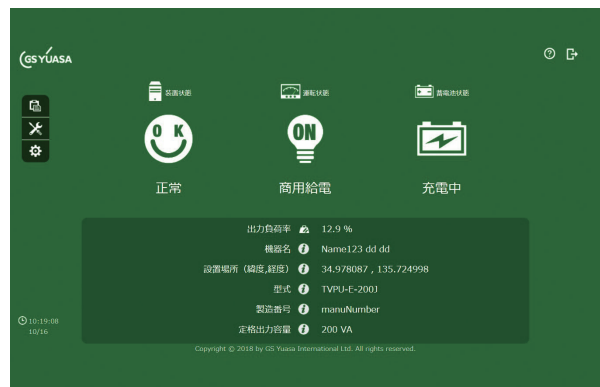 GS YUASA
装置状態
運転状態
蓄電池状態
OK
ON
正常
商用給電
充電中
出力負荷率 12.9 %
機器名 Name123 dd dd
設置場所（緯度,経度） 34.978087 , 135.724998
型式 TVPU-E-200J
製造番号 manuNumber
定格出力容量 200 VA
10:19:08
10/16
Copyright © 2018 by GS Yuasa International Ltd. All rights reserved.